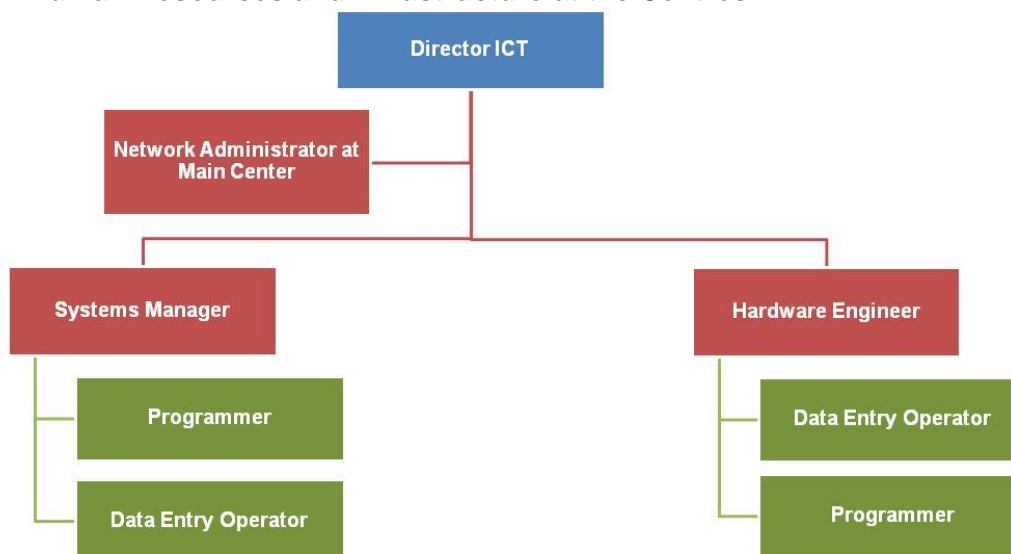 Director ICT
Network Administrator at
Main Center
Systems Manager
Hardware Engineer
Programmer
Data Entry Operator
Data Entry Operator
Programmer